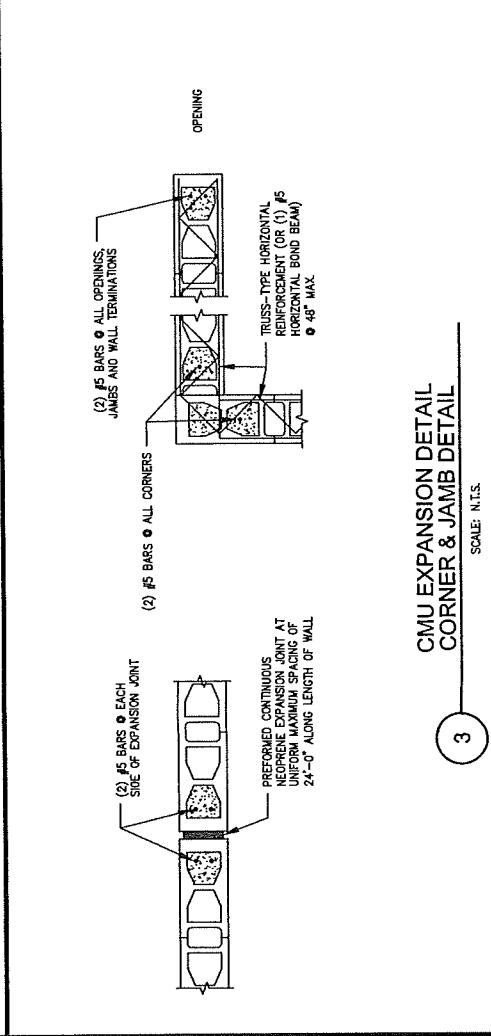 (2) #5 BARS @ EACH
SIDE OF EXPANSION JOINT
PREFORMED CONTINUOUS
NEOPRENE EXPANSION JOINT AT
UNIFORM MAXIMUM SPACING OF
24'-0" ALONG LENGTH OF WALL
(2) #5 BARS @ ALL CORNERS
(2) #5 BARS @ ALL OPENINGS,
JAMBS AND WALL TERMINATIONS
OPENING
TRUSS-TYPE HORIZONTAL
REINFORCEMENT (OR (1) #5
HORIZONTAL BOND BEAM)
@ 48" MAX.
3
CMU EXPANSION DETAIL
CORNER & JAMB DETAIL
SCALE: N.T.S.